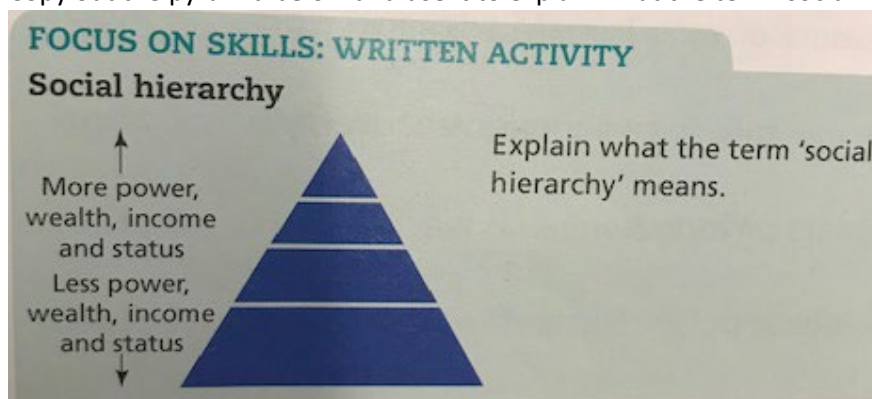 FOCUS ON SKILLS: WRITTEN ACTIVITY
Social hierarchy
More power,
wealth, income
and status
Less power,
wealth, income
and status
Explain what the term ‘social
hierarchy’ means.